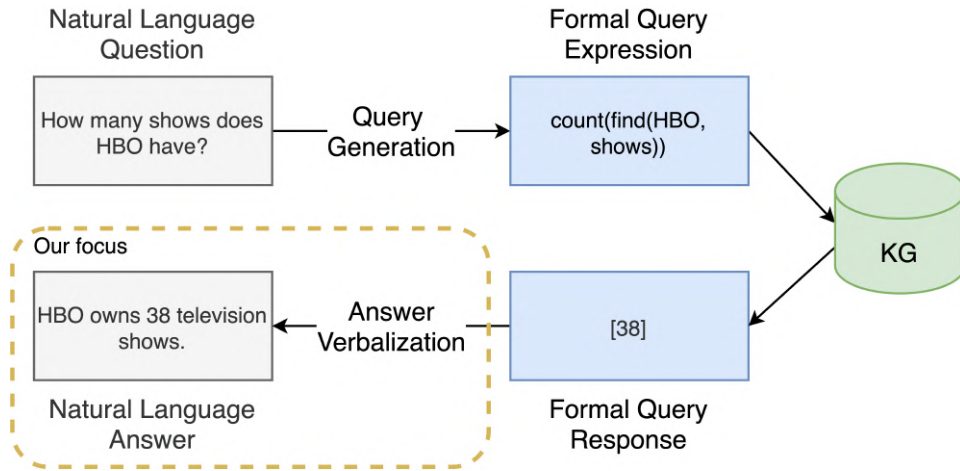 Natural Language
Question
Formal Query
Expression
How many shows does
HBO have?
Query
Generation
count(find(HBO,
shows))
KG
Our focus
HBO owns 38 television
shows.
Answer
Verbalization
[38]
Natural Language
Answer
Formal Query
Response